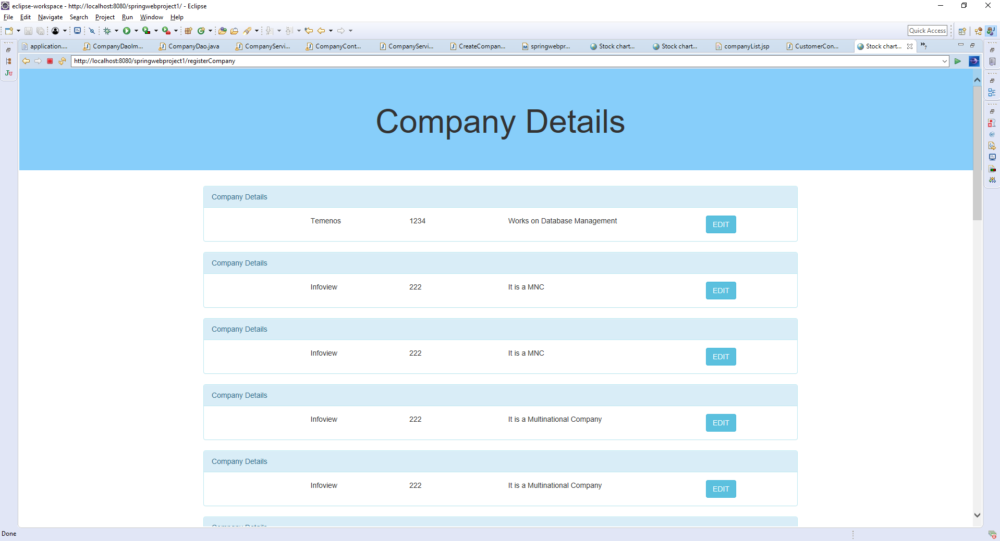 eclipse-workspace - http://localhost:8080/springwebproject1/ - Eclipse
File Edit Navigate Search Project Run Window Help
Quick Access
application.... CompanyDaoIm... CompanyDao.java CompanyServi... CompanyCont... CompanyServi... CreateCompan... springwebpr... Stock chart... Stock chart... companyList.jsp CustomerCon... Stock chart... »7
http://localhost:8080/springwebproject1/registerCompany
Ju
@
Company Details
Company Details
Temenos 1234 Works on Database Management EDIT
Company Details
Infoview 222 It is a MNC EDIT
Company Details
Infoview 222 It is a MNC EDIT
Company Details
Infoview 222 It is a Multinational Company EDIT
Company Details
Infoview 222 It is a Multinational Company EDIT
Company Details
Done